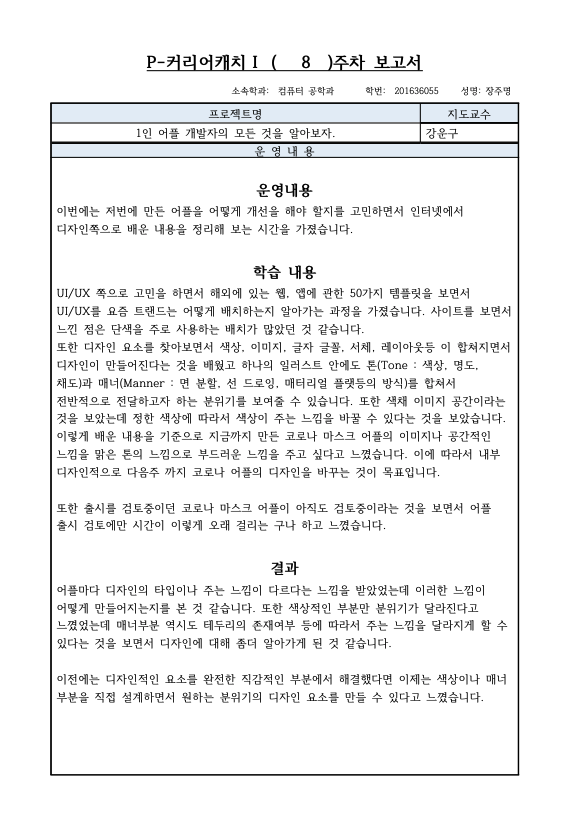 P-커리어캐치 I (  8  )주차 보고서
소속학과: 컴퓨터 공학과 학번: 201636055 성명: 장주명
프로젝트명 지도교수
1인 어플 개발자의 모든 것을 알아보자. 강운구
운 영 내 용
운영내용
이번에는 저번에 만든 어플을 어떻게 개선을 해야 할지를 고민하면서 인터넷에서
디자인쪽으로 배운 내용을 정리해 보는 시간을 가졌습니다.
학습 내용
UI/UX 쪽으로 고민을 하면서 해외에 있는 웹, 앱에 관한 50가지 템플릿을 보면서
UI/UX를 요즘 트랜드는 어떻게 배치하는지 알아가는 과정을 가졌습니다. 사이트를 보면서
느낀 점은 단색을 주로 사용하는 배치가 많았던 것 같습니다.
또한 디자인 요소를 찾아보면서 색상, 이미지, 글자 글꼴, 서체, 레이아웃등 이 합쳐지면서
디자인이 만들어진다는 것을 배웠고 하나의 일러스트 안에도 톤(Tone : 색상, 명도,
채도)과 매너(Manner : 면 분할, 선 드로잉, 매터리얼 플랫등의 방식)를 합쳐서
전반적으로 전달하고자 하는 분위기를 보여줄 수 있습니다. 또한 색채 이미지 공간이라는
것을 보았는데 정한 색상에 따라서 색상이 주는 느낌을 바꿀 수 있다는 것을 보았습니다.
이렇게 배운 내용을 기준으로 지금까지 만든 코로나 마스크 어플의 이미지나 공간적인
느낌을 맑은 톤의 느낌으로 부드러운 느낌을 주고 싶다고 느꼈습니다. 이에 따라서 내부
디자인적으로 다음주 까지 코로나 어플의 디자인을 바꾸는 것이 목표입니다.
또한 출시를 검토중이던 코로나 마스크 어플이 아직도 검토중이라는 것을 보면서 어플
출시 검토에만 시간이 이렇게 오래 걸리는 구나 하고 느꼈습니다.
결과
어플마다 디자인의 타입이나 주는 느낌이 다르다는 느낌을 받았었는데 이러한 느낌이
어떻게 만들어지는지를 본 것 같습니다. 또한 색상적인 부분만 분위기가 달라진다고
느꼈었는데 매너부분 역시도 테두리의 존재여부 등에 따라서 주는 느낌을 달라지게 할 수
있다는 것을 보면서 디자인에 대해 좀더 알아가게 된 것 같습니다.
이전에는 디자인적인 요소를 완전한 직감적인 부분에서 해결했다면 이제는 색상이나 매너
부분을 직접 설계하면서 원하는 분위기의 디자인 요소를 만들 수 있다고 느꼈습니다.